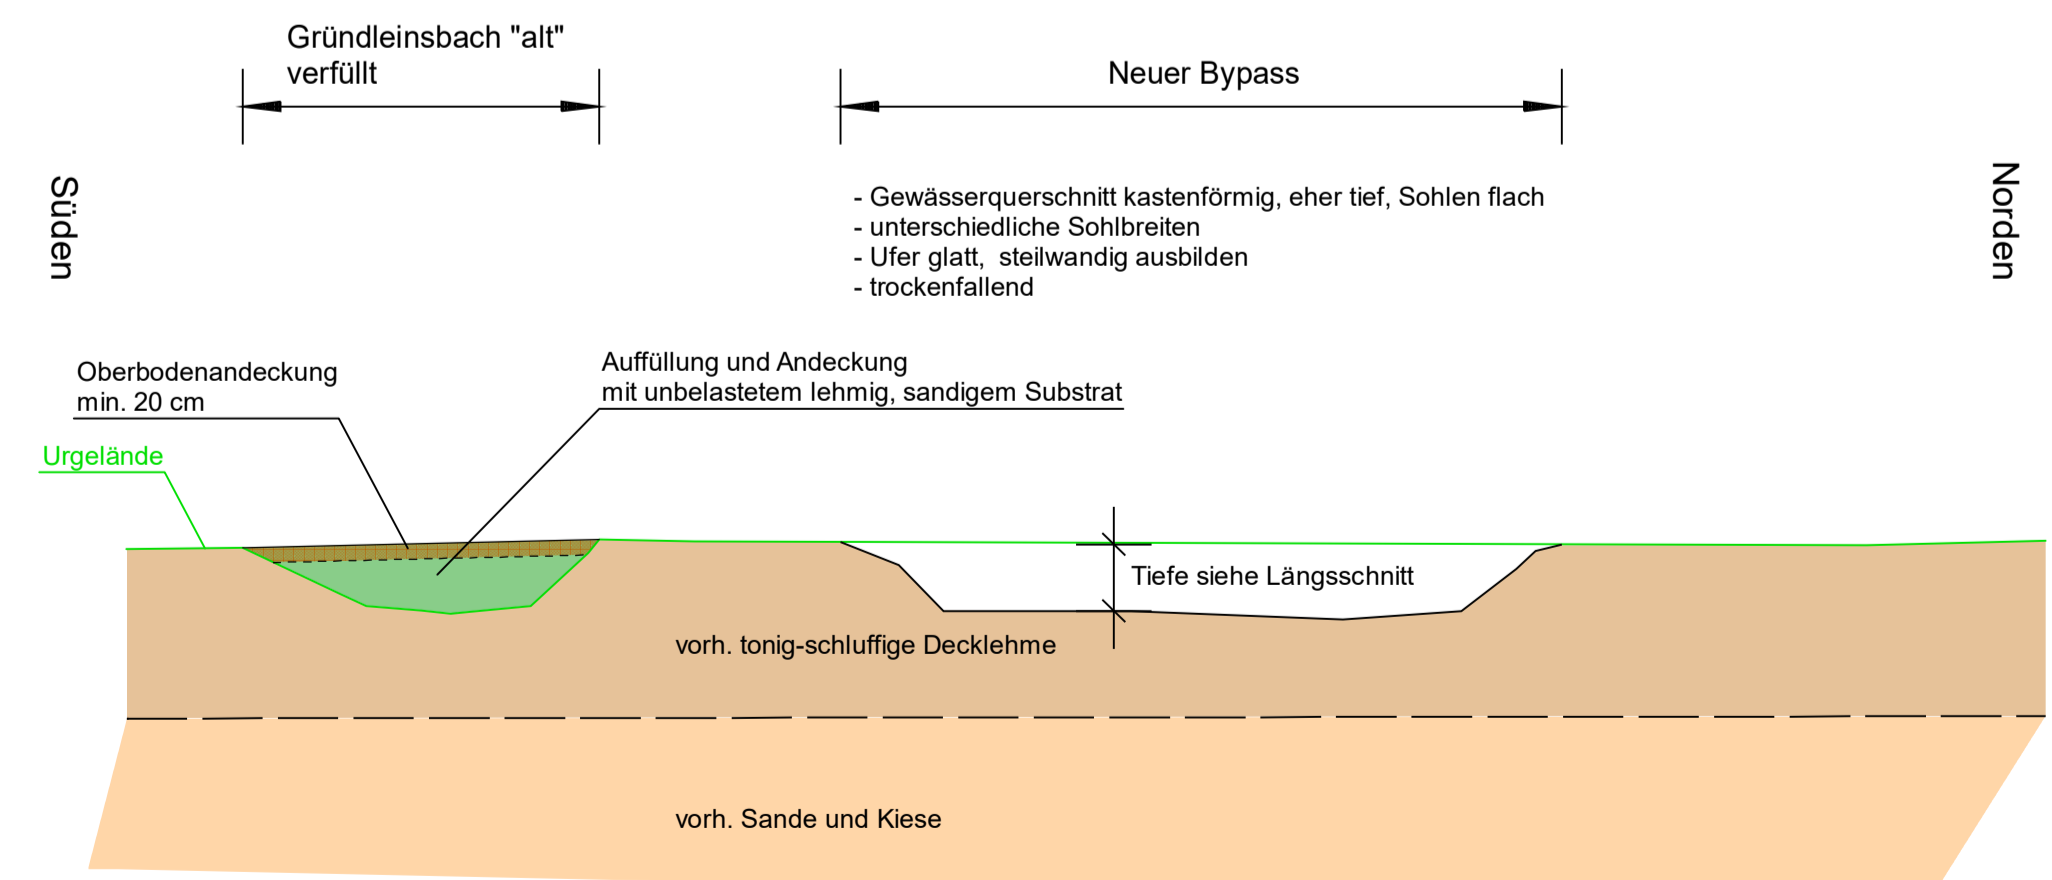 Gründleinsbach "alt"
verfüllt
Neuer Bypass
Süden
Norden
- Gewässerquerschnitt kastenförmig, eher tief, Sohlen flach
- unterschiedliche Sohlbreiten
- Ufer glatt,  steilwandig ausbilden
- trockenfallend
Oberbodenandeckung
min. 20 cm
Auffüllung und Andeckung
mit unbelastetem lehmig, sandigem Substrat
Urgelände
Tiefe siehe Längsschnitt
vorh. tonig-schluffige Decklehme
vorh. Sande und Kiese